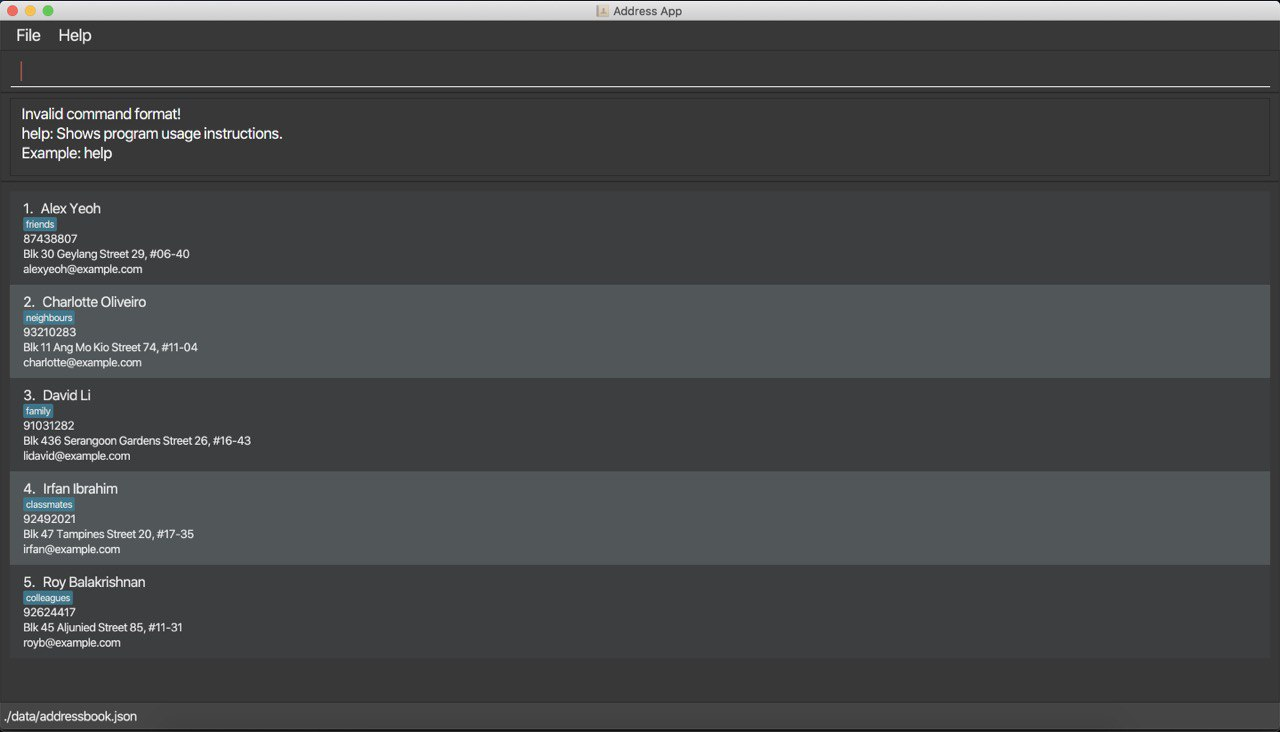 Address App
File Help
Invalid command format!
help: Shows program usage instructions.
Example: help
1. Alex Yeoh
friends
87438807
Blk 30 Geylang Street 29, #06-40
alexyeoh@example.com
2. Charlotte Oliveiro
neighbours
93210283
Blk 11 Ang Mo Kio Street 74, #11-04
charlotte@example.com
3. David Li
family
91031282
Blk 436 Serangoon Gardens Street 26, #16-43
lidavid@example.com
4. Irfan Ibrahim
classmates
92492021
Blk 47 Tampines Street 20, #17-35
irfan@example.com
5. Roy Balakrishnan
colleagues
92624417
Blk 45 Aljunied Street 85, #11-31
royb@example.com
./data/addressbook.json